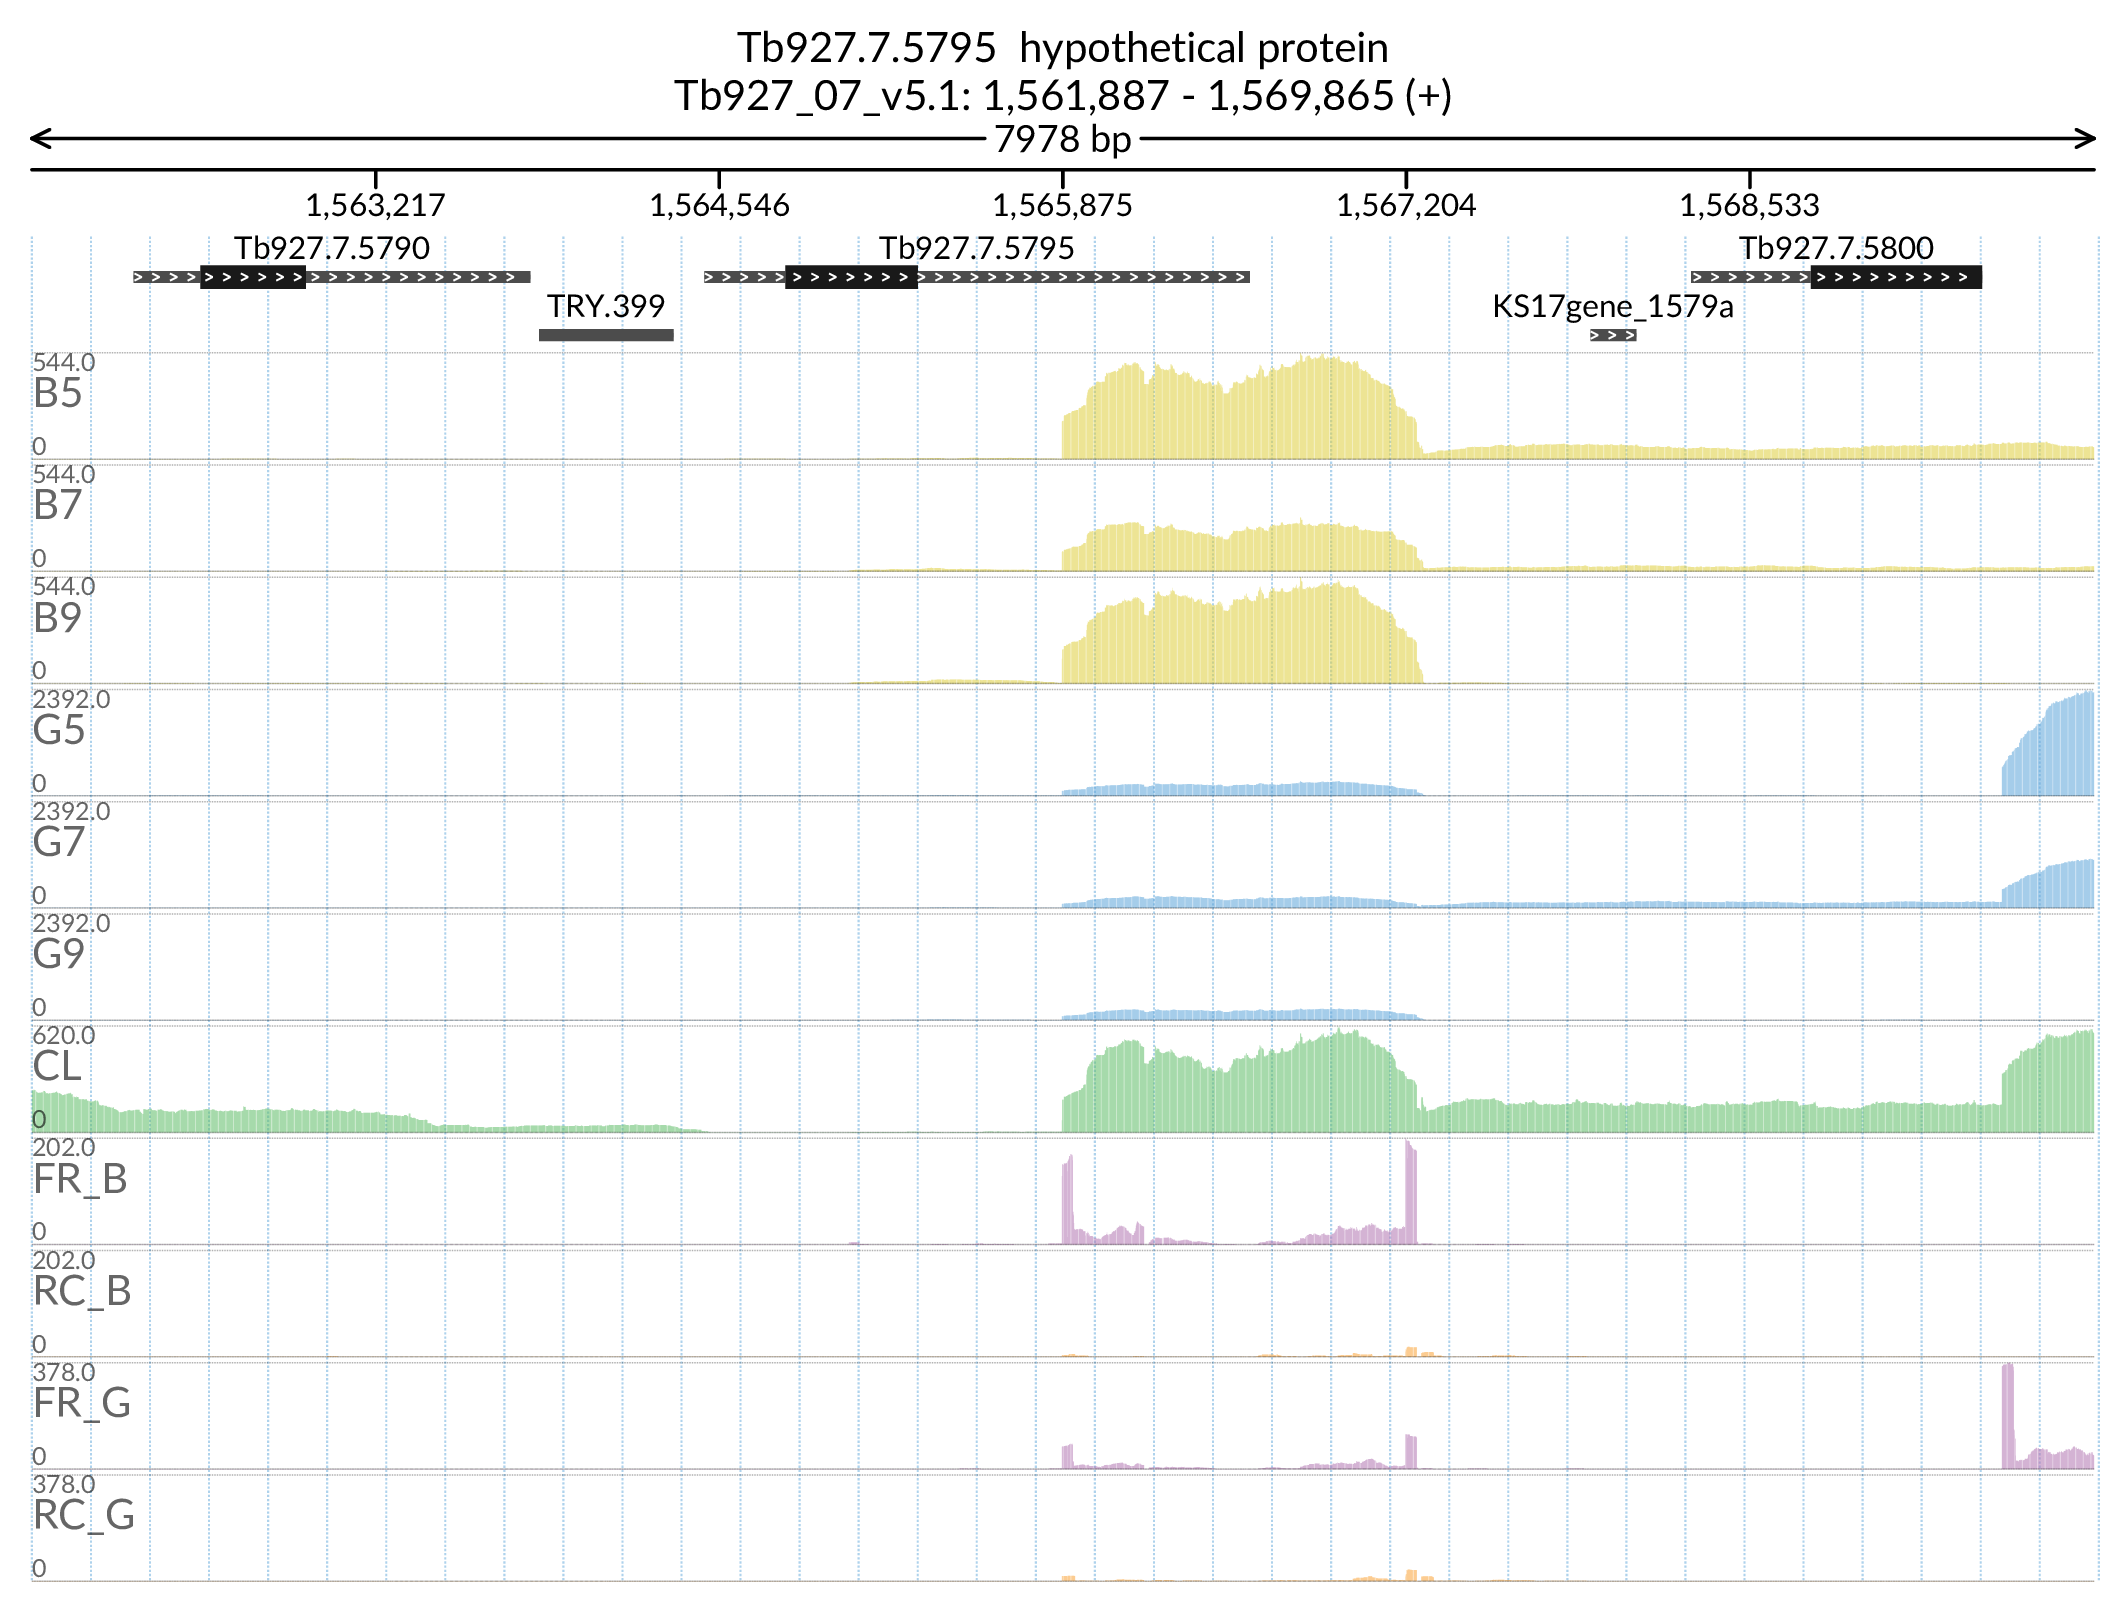 Tb927.7.5795 hypothetical protein
Tb927_07_v5.1: 1,561,887 - 1,569,865 (+)
7978 bp
1,563,217 1,564,546 1,565,875 1,567,204 1,568,533
Tb927.7.5790 Tb927.7.5795 Tb927.7.5800
TRY.399 KS17gene_1579a
544.0
B5
0
544.0
B7
0
544.0
B9
0
2392.0
G5
0
2392.0
G7
0
2392.0
G9
0
620.0
CL
0
202.0
FR_B
0
202.0
RC_B
0
378.0
FR_G
0
378.0
RC_G
0